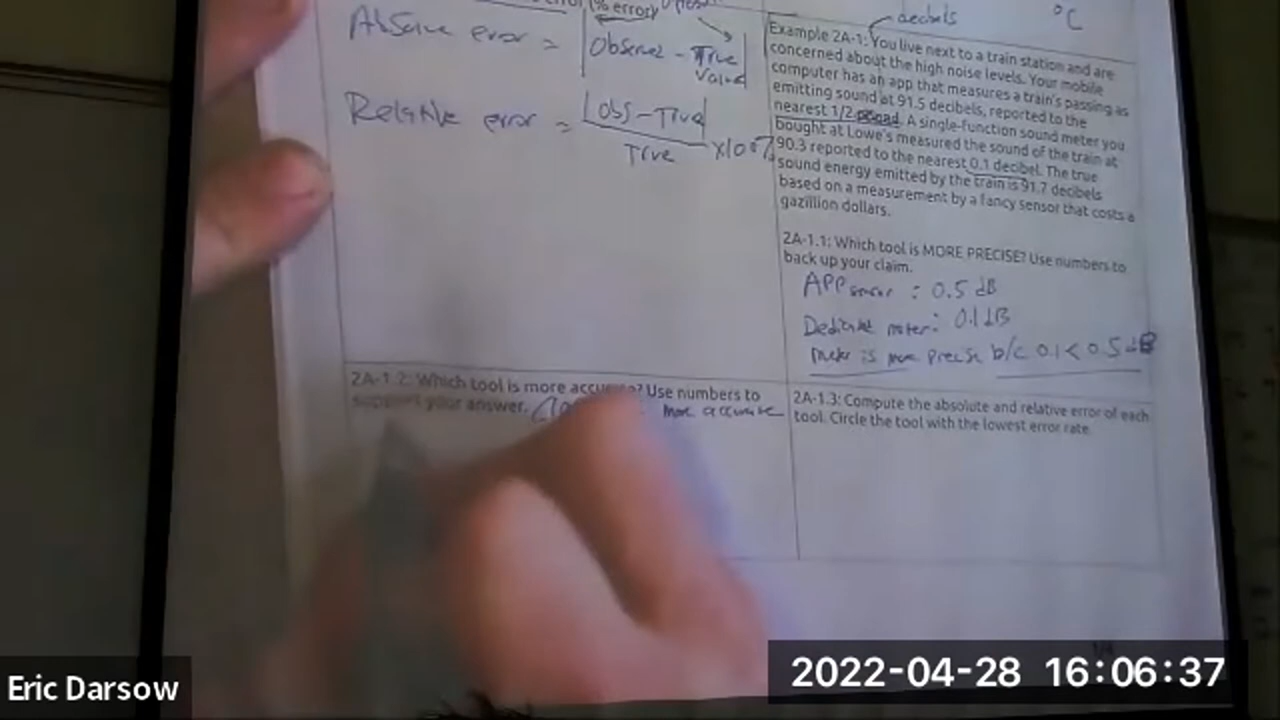 (% error)
decibels
°C
Absolute error = |Observed - True
Value|
Relative error = |Obs - True|
True
x100%
Example 2A-1: You live next to a train station and are
concerned about the high noise levels. Your mobile
computer has an app that measures a train's passing as
emitting sound at 91.5 decibels, reported to the
nearest 1/2 A single-function sound meter you
bought at Lowe's measured the sound of the train at
90.3 reported to the nearest 0.1 decibel. The true
sound energy emitted by the train is 91.7 decibels
based on a measurement by a fancy sensor that costs a
gazillion dollars.
2A-1.1: Which tool is MORE PRECISE? Use numbers to
back up your claim.
APP sensor : 0.5 dB
Dedicated meter: 0.1 dB
meter is more precise b/c 0.1 < 0.5 dB
2A-1.2: Which tool is more accurate? Use numbers to
support your answer. more accurate
2A-1.3: Compute the absolute and relative error of each
tool. Circle the tool with the lowest error rate.
Eric Darsow
2022-04-28 16:06:37